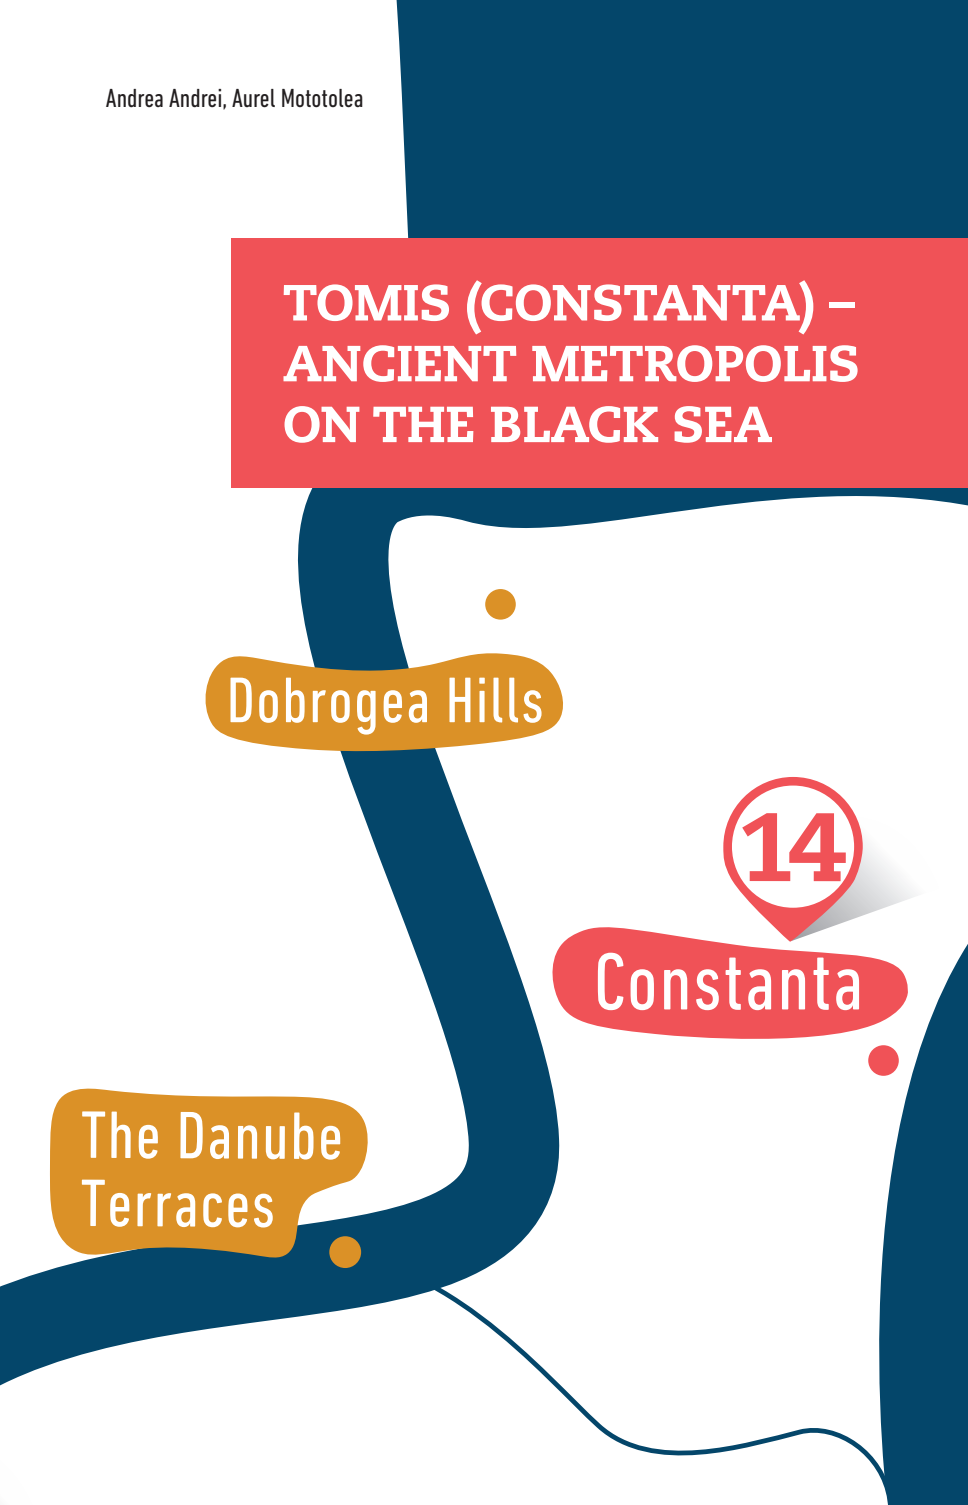 Andrea Andrei, Aurel Mototolea
TOMIS (CONSTANTA) –
ANCIENT METROPOLIS
ON THE BLACK SEA
Dobrogea Hills
14
Constanta
The Danube
Terraces